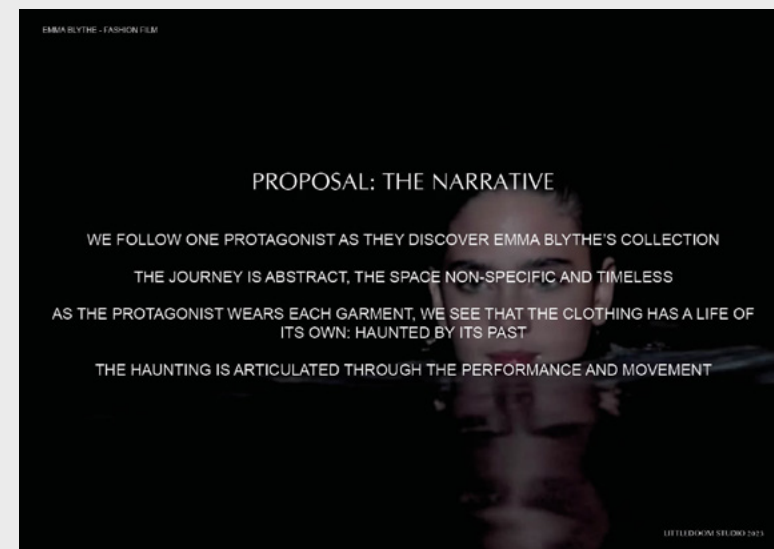 EMMA BLYTHE - FASHION FILM
PROPOSAL: THE NARRATIVE
WE FOLLOW ONE PROTAGONIST AS THEY DISCOVER EMMA BLYTHE'S COLLECTION
THE JOURNEY IS ABSTRACT, THE SPACE NON-SPECIFIC AND TIMELESS
AS THE PROTAGONIST WEARS EACH GARMENT, WE SEE THAT THE CLOTHING HAS A LIFE OF
ITS OWN: HAUNTED BY ITS PAST
THE HAUNTING IS ARTICULATED THROUGH THE PERFORMANCE AND MOVEMENT
LITTLEDOOM STUDIO 2023